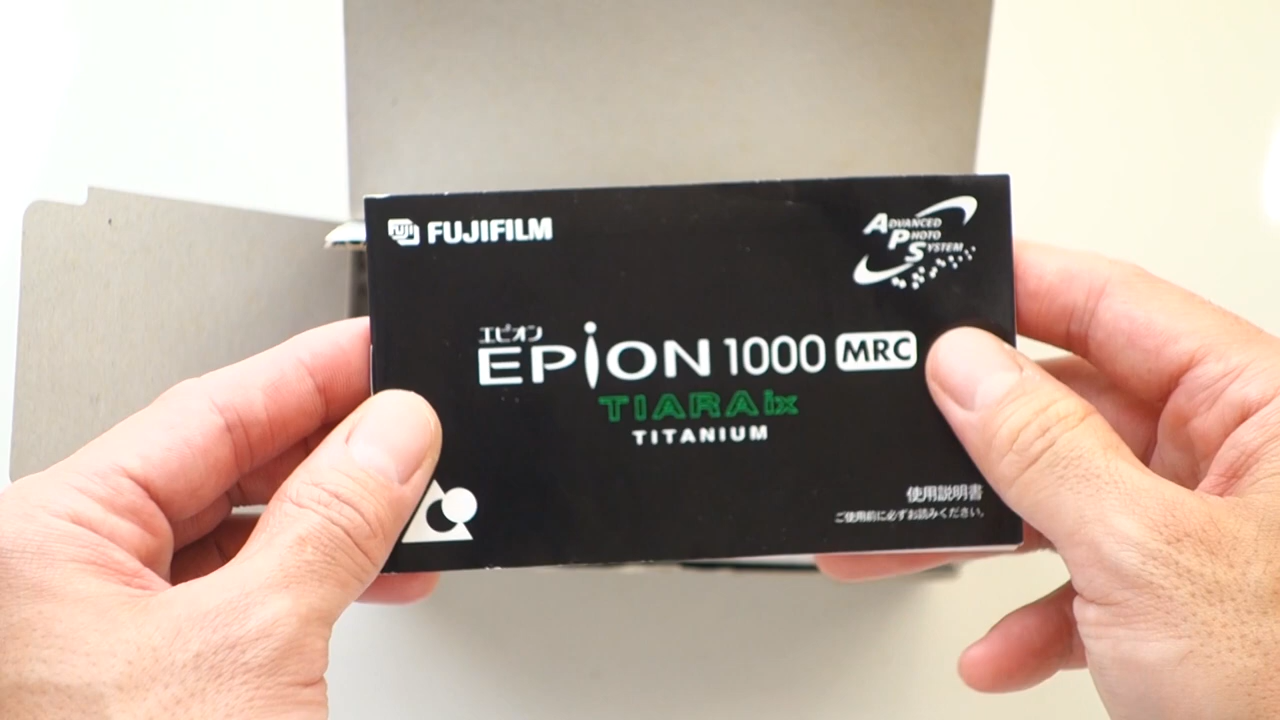 FUJI FUJIFILM
ADVANCED
PHOTO
SYSTEM
エピオン
EPiON 1000 MRC
TIARA ix
TITANIUM
使用説明書
ご使用前に必ずお読みください。